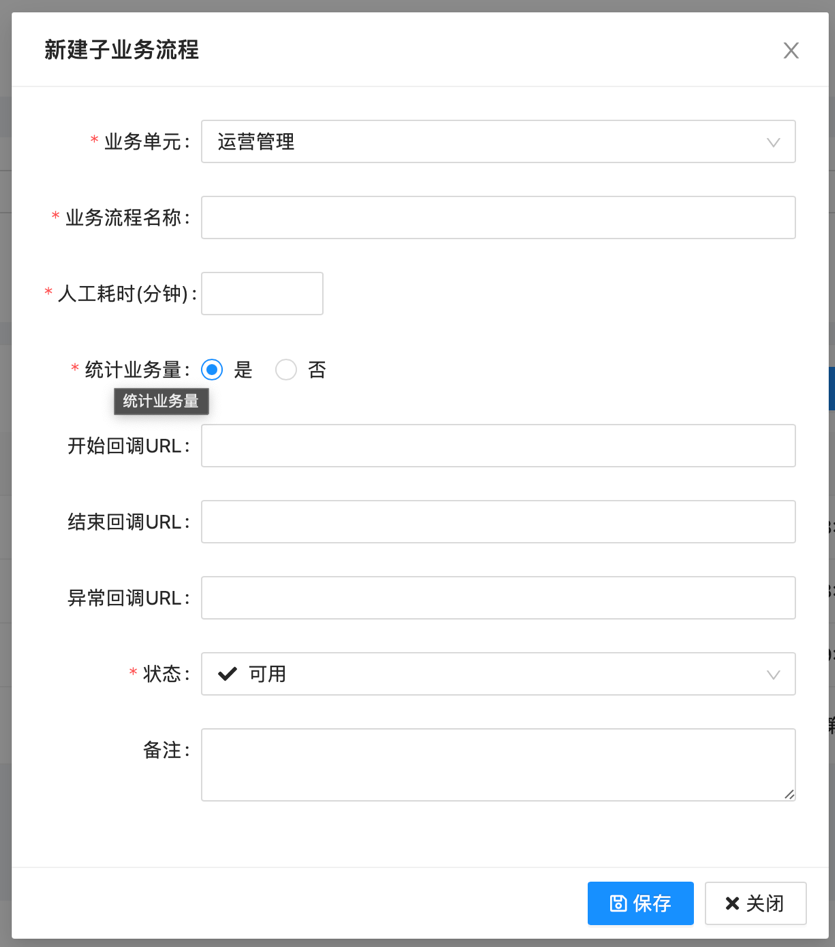 新建子业务流程
* 业务单元: 运营管理
* 业务流程名称:
* 人工耗时(分钟):
* 统计业务量: 是 否
统计业务量
开始回调URL:
结束回调URL:
异常回调URL:
* 状态: 可用
备注:
保存 关闭